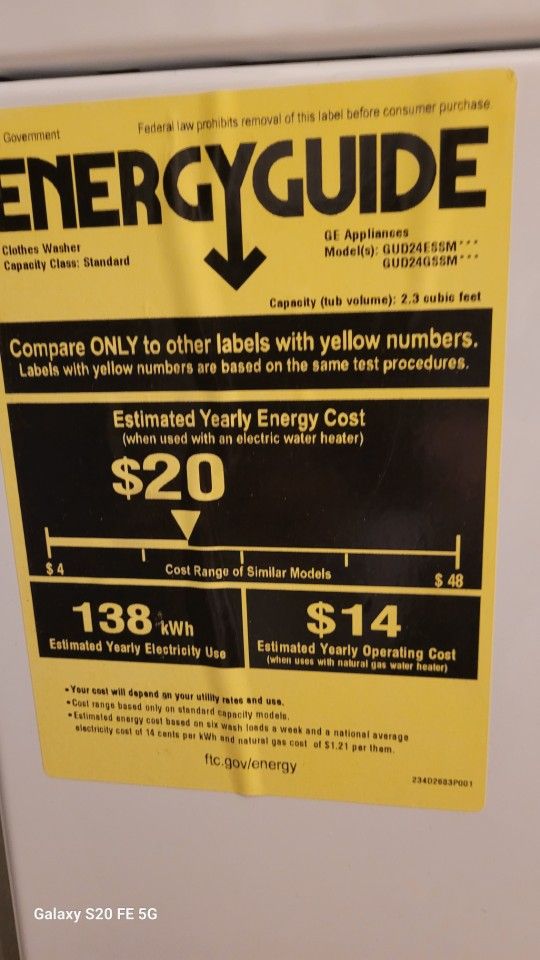 Government
Federal law prohibits removal of this label before consumer purchase.
ENERGYGUIDE
Clothes Washer
Capacity Class: Standard
GE Appliances
Model(s): GUD24ESSM***
GUD24GSSM***
Capacity (tub volume): 2.3 cubic feet
Compare ONLY to other labels with yellow numbers.
Labels with yellow numbers are based on the same test procedures.
Estimated Yearly Energy Cost
(when used with an electric water heater)
$20
$4
Cost Range of Similar Models
$48
138 kWh
Estimated Yearly Electricity Use
$14
Estimated Yearly Operating Cost
(when uses with natural gas water heater)
• Your cost will depend on your utility rates and use.
• Cost range based only on standard capacity models.
• Estimated energy cost based on six wash loads a week and a national average
electricity cost of 14 cents per kWh and natural gas cost of $1.21 per therm.
ftc.gov/energy
234D2683P001
Galaxy S20 FE 5G